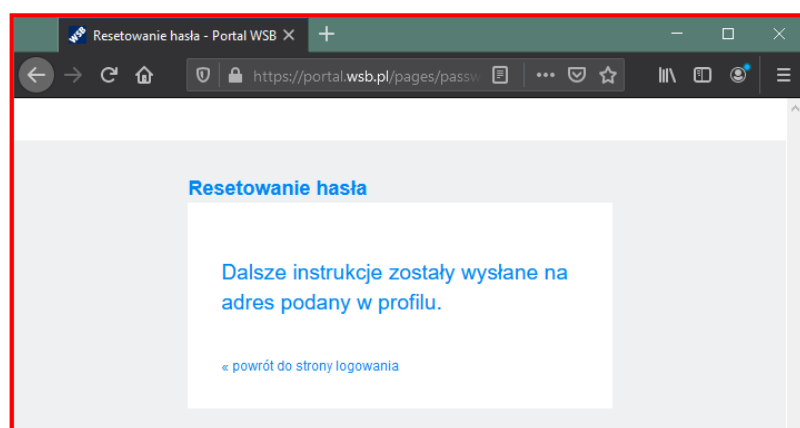 WSB Resetowanie hasła - Portal WSB
https://portal.wsb.pl/pages/passw
Resetowanie hasła
Dalsze instrukcje zostały wysłane na
adres podany w profilu.
« powrót do strony logowania